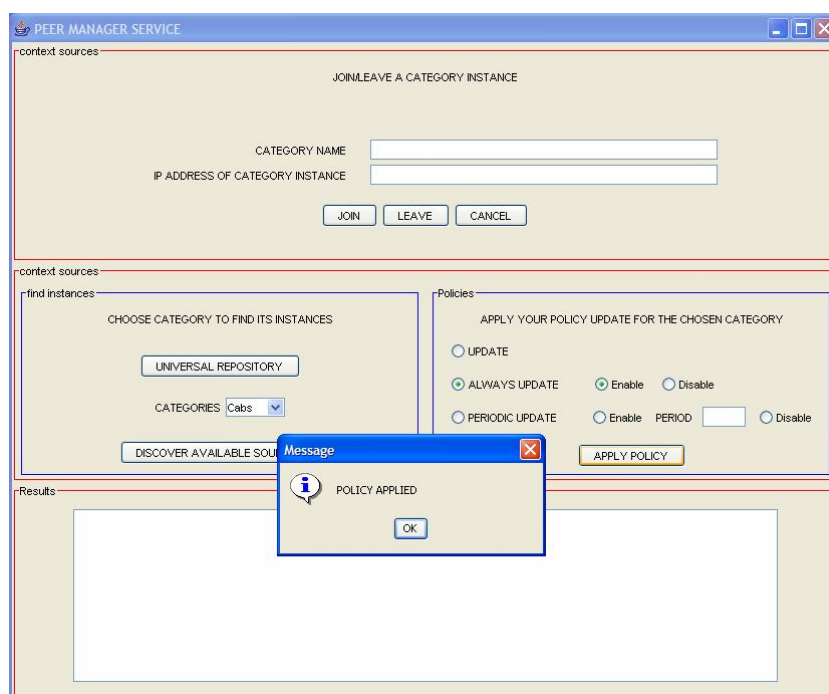 PEER MANAGER SERVICE
context sources
JOIN/LEAVE A CATEGORY INSTANCE
CATEGORY NAME
IP ADDRESS OF CATEGORY INSTANCE
JOIN LEAVE CANCEL
context sources
find instances
CHOOSE CATEGORY TO FIND ITS INSTANCES
UNIVERSAL REPOSITORY
CATEGORIES Cabs
DISCOVER AVAILABLE
Policies
APPLY YOUR POLICY UPDATE FOR THE CHOSEN CATEGORY
UPDATE
ALWAYS UPDATE Enable Disable
PERIODIC UPDATE Enable PERIOD Disable
APPLY POLICY
Message
POLICY APPLIED
OK
Results